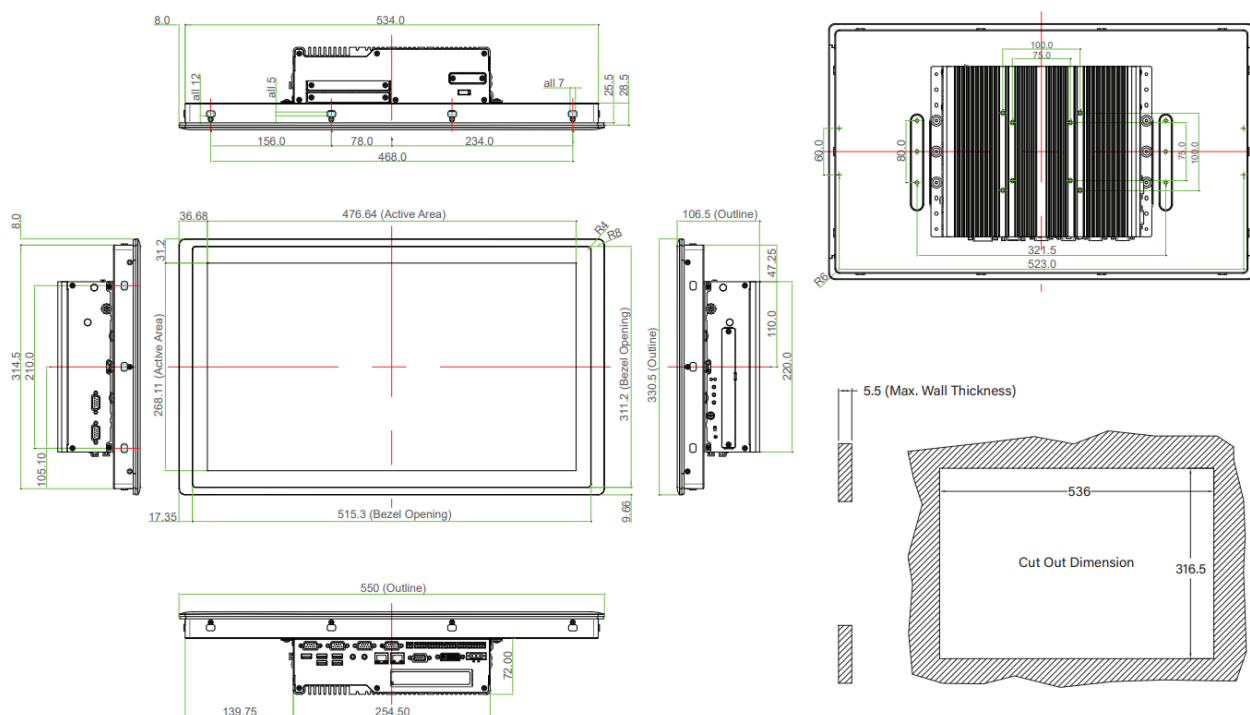 8.0
534.0
all 12
all 5
all 7
25.5
28.5
156.0
78.0
234.0
468.0
100.0
75.0
60.0
80.0
75.0
100.0
321.5
523.0
R6
8.0
314.5
210.0
105.10
36.68
476.64 (Active Area)
R4
R8
31.2
268.11 (Active Area)
311.2 (Bezel Opening)
17.35
515.3 (Bezel Opening)
9.66
106.5 (Outline)
330.5 (Outline)
47.25
110.0
220.0
5.5 (Max. Wall Thickness)
536
Cut Out Dimension
316.5
550 (Outline)
72.00
139.75
254.50